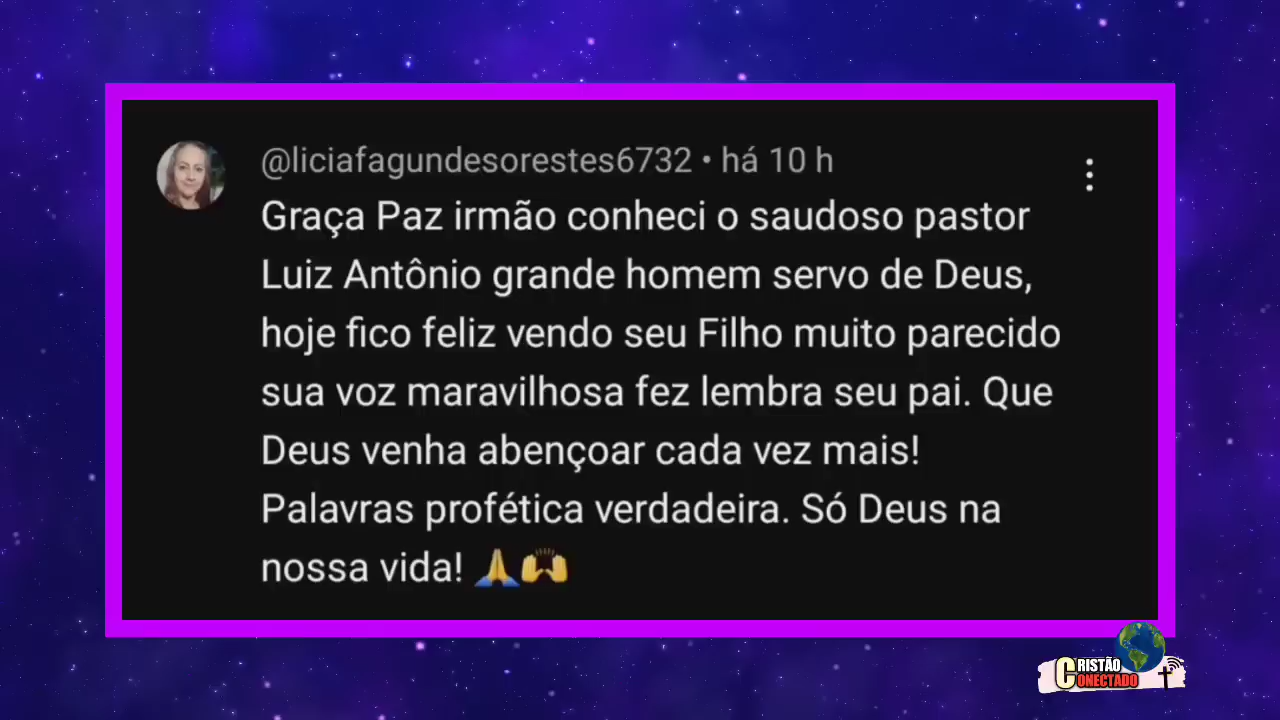 @liciafagundesorestes6732 • há 10 h
Graça Paz irmão conheci o saudoso pastor
Luiz Antônio grande homem servo de Deus,
hoje fico feliz vendo seu Filho muito parecido
sua voz maravilhosa fez lembra seu pai. Que
Deus venha abençoar cada vez mais!
Palavras profética verdadeira. Só Deus na
nossa vida! 🙏🙌
CRISTÃO
CONECTADO